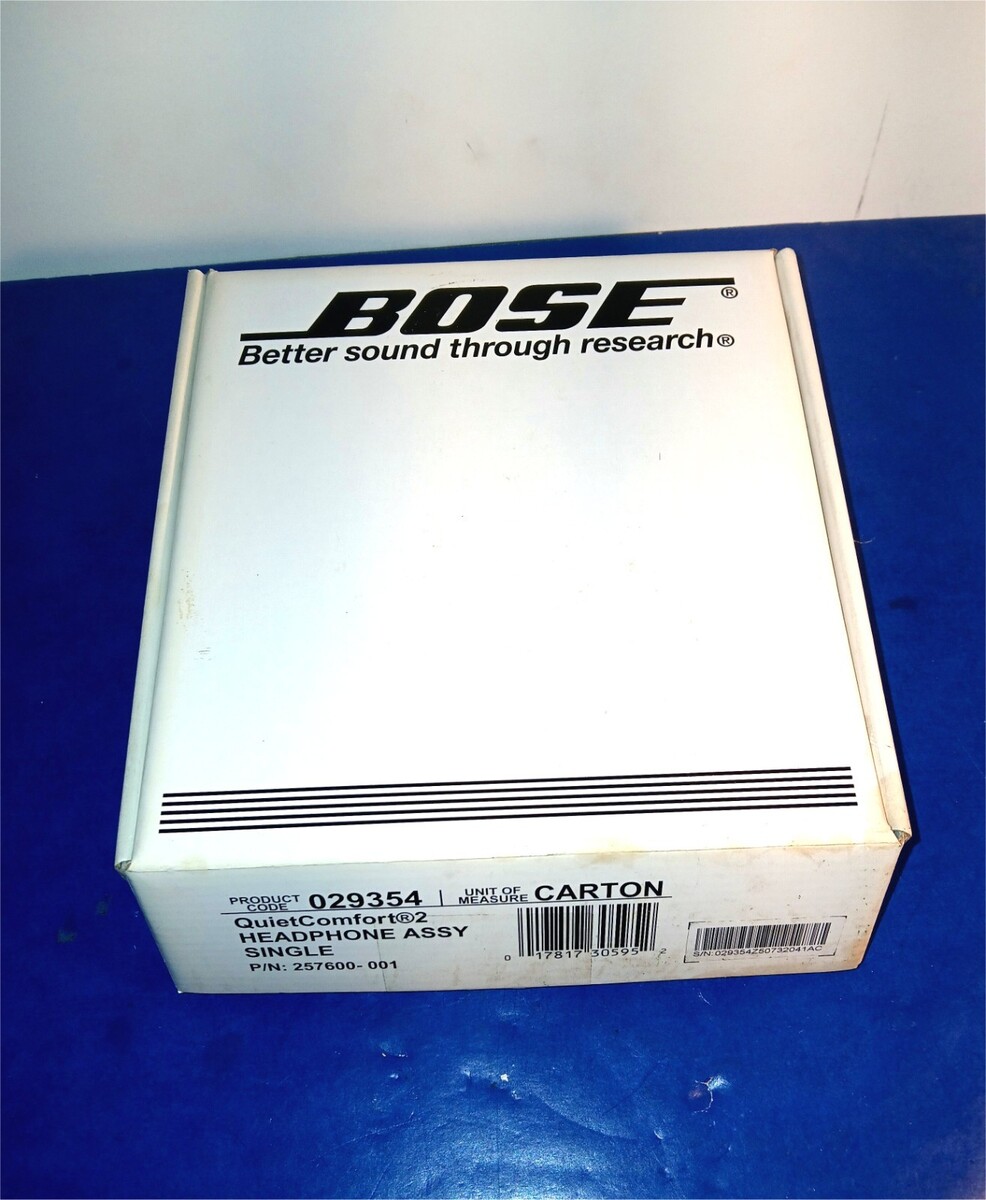 BOSE®
Better sound through research®
PRODUCT CODE 029354 | UNIT OF MEASURE CARTON
QuietComfort®2
HEADPHONE ASSY
SINGLE
P/N: 257600-001
0 17817 30595 2
S/N:029354Z50732041AC